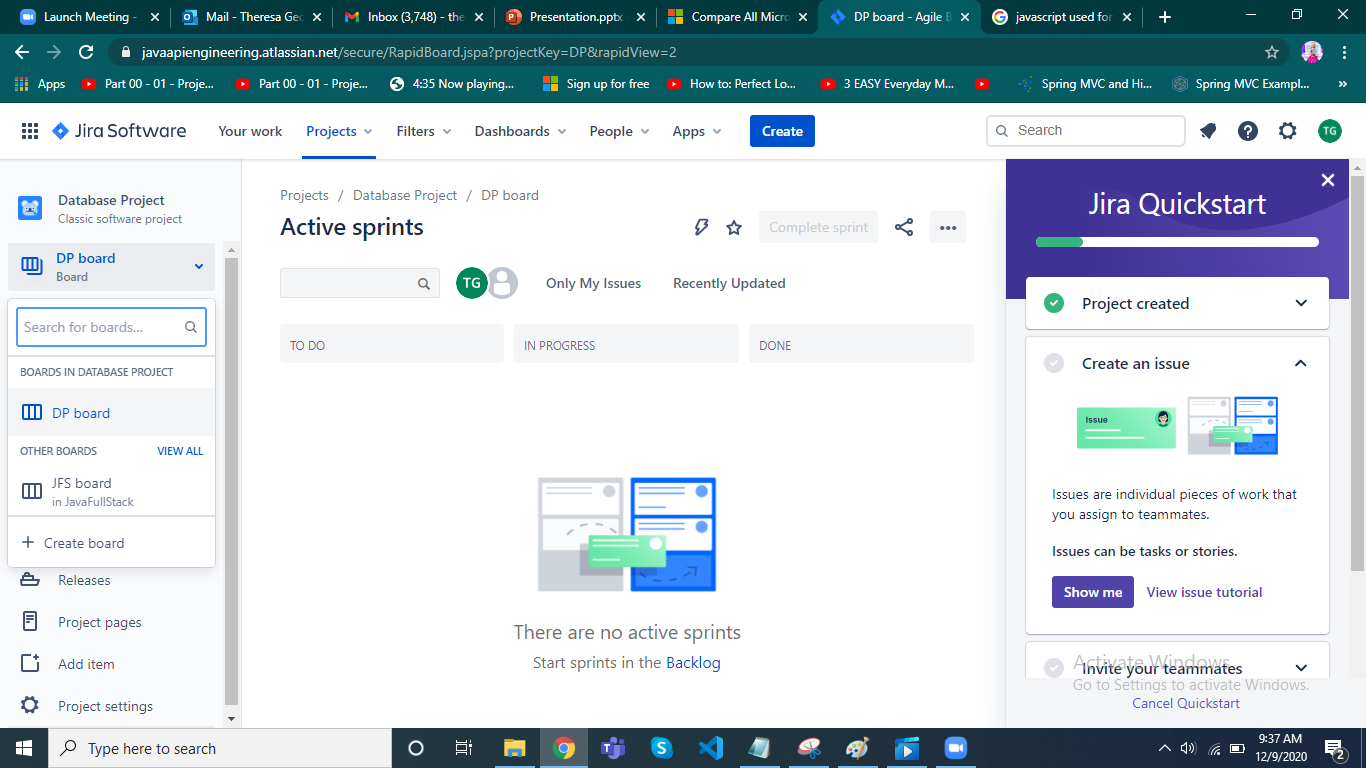 Launch Meeting -
Mail - Theresa Geo
Inbox (3,748) - the
Presentation.pptx
Compare All Micro
DP board - Agile B
javascript used for
javaapiengineering.atlassian.net/secure/RapidBoard.jspa?projectKey=DP&rapidView=2
Apps
Part 00 - 01 - Proje...
Part 00 - 01 - Proje...
4:35 Now playing...
Sign up for free
How to: Perfect Lo...
3 EASY Everyday M...
Spring MVC and Hi...
Spring MVC Exampl...
»
Jira Software
Your work
Projects
Filters
Dashboards
People
Apps
Create
Search
TG
Database Project
Classic software project
DP board
Board
Search for boards...
BOARDS IN DATABASE PROJECT
DP board
OTHER BOARDS
VIEW ALL
JFS board
in JavaFullStack
Create board
Releases
Project pages
Add item
Project settings
Projects / Database Project / DP board
Active sprints
Complete sprint
TG
Only My Issues
Recently Updated
TO DO
IN PROGRESS
DONE
There are no active sprints
Start sprints in the Backlog
Jira Quickstart
Project created
Create an issue
Issue
Issues are individual pieces of work that
you assign to teammates.
Issues can be tasks or stories.
Show me
View issue tutorial
Invite your teammates
Activate Windows
Go to Settings to activate Windows.
Cancel Quickstart
Type here to search
9:37 AM
12/9/2020
2